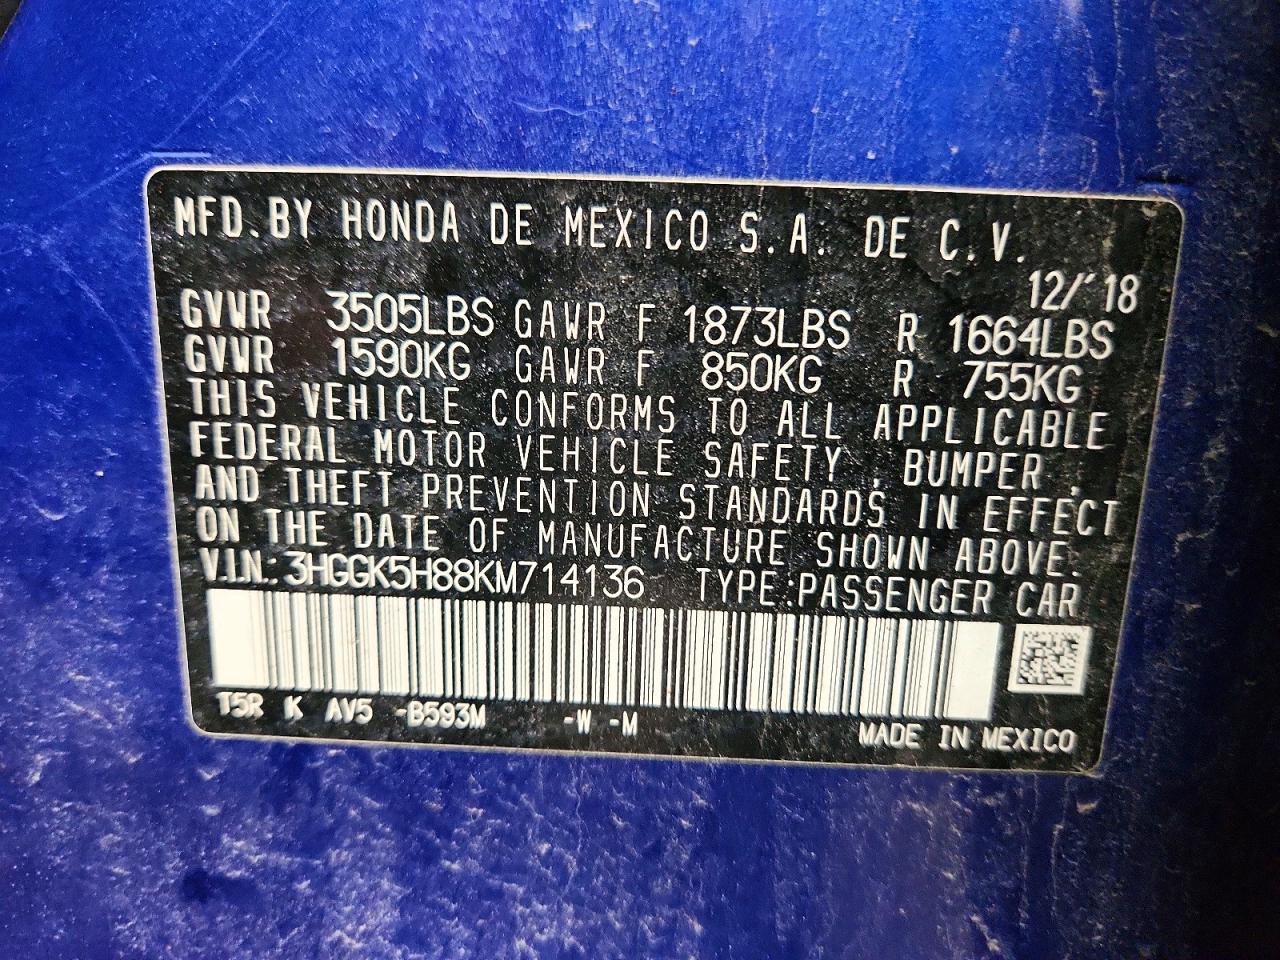 MFD. BY HONDA DE MEXICO S.A. DE C.V.
12/'18
GVWR 3505LBS GAWR F 1873LBS R 1664LBS
GVWR 1590KG GAWR F 850KG R 755KG
THIS VEHICLE CONFORMS TO ALL APPLICABLE
FEDERAL MOTOR VEHICLE SAFETY, BUMPER,
AND THEFT PREVENTION STANDARDS IN EFFECT
ON THE DATE OF MANUFACTURE SHOWN ABOVE.
V.I.N.: 3HGGK5H88KM714136 TYPE:PASSENGER CAR
T5R K AV5 -B593M -W -M
MADE IN MEXICO